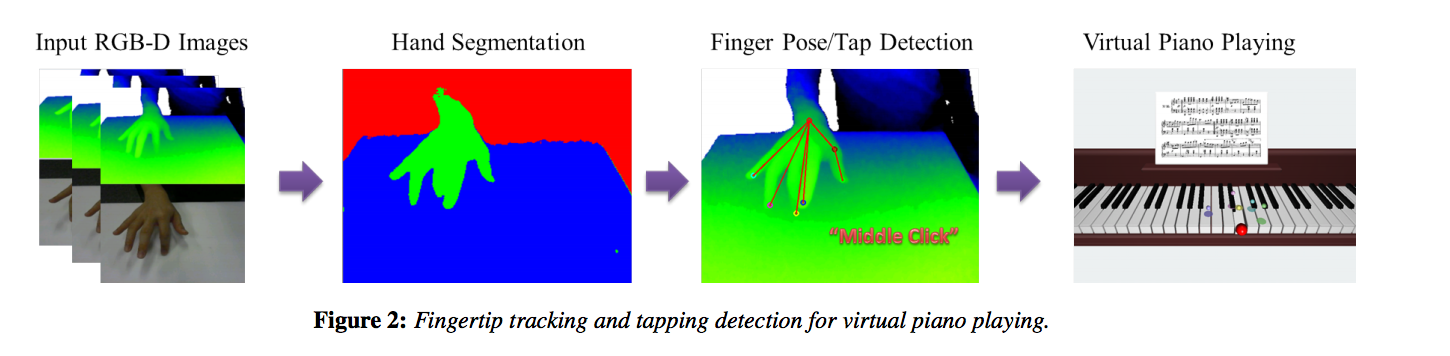 Input RGB-D Images
Hand Segmentation
Finger Pose/Tap Detection
Virtual Piano Playing
"Middle Click"
Figure 2: Fingertip tracking and tapping detection for virtual piano playing.